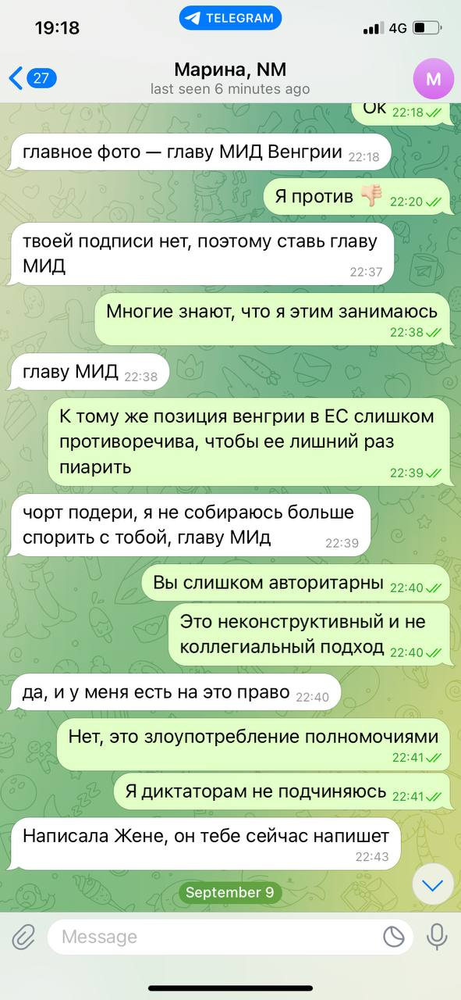 19:18
TELEGRAM
4G
27
Марина, NM
last seen 6 minutes ago
M
Ok 22:18
главное фото — главу МИД Венгрии 22:18
Я против 👎🏻 22:20
твоей подписи нет, поэтому ставь главу
МИД 22:37
Многие знают, что я этим занимаюсь
22:38
главу МИД 22:38
К тому же позиция венгрии в ЕС слишком
противоречива, чтобы ее лишний раз
пиарить 22:39
чорт подери, я не собираюсь больше
спорить с тобой, главу МИд 22:39
Вы слишком авторитарны 22:40
Это неконструктивный и не
коллегиальный подход 22:40
да, и у меня есть на это право 22:40
Нет, это злоупотребление полномочиями
22:41
Я диктаторам не подчиняюсь 22:41
Написала Жене, он тебе сейчас напишет
22:43
September 9
Message